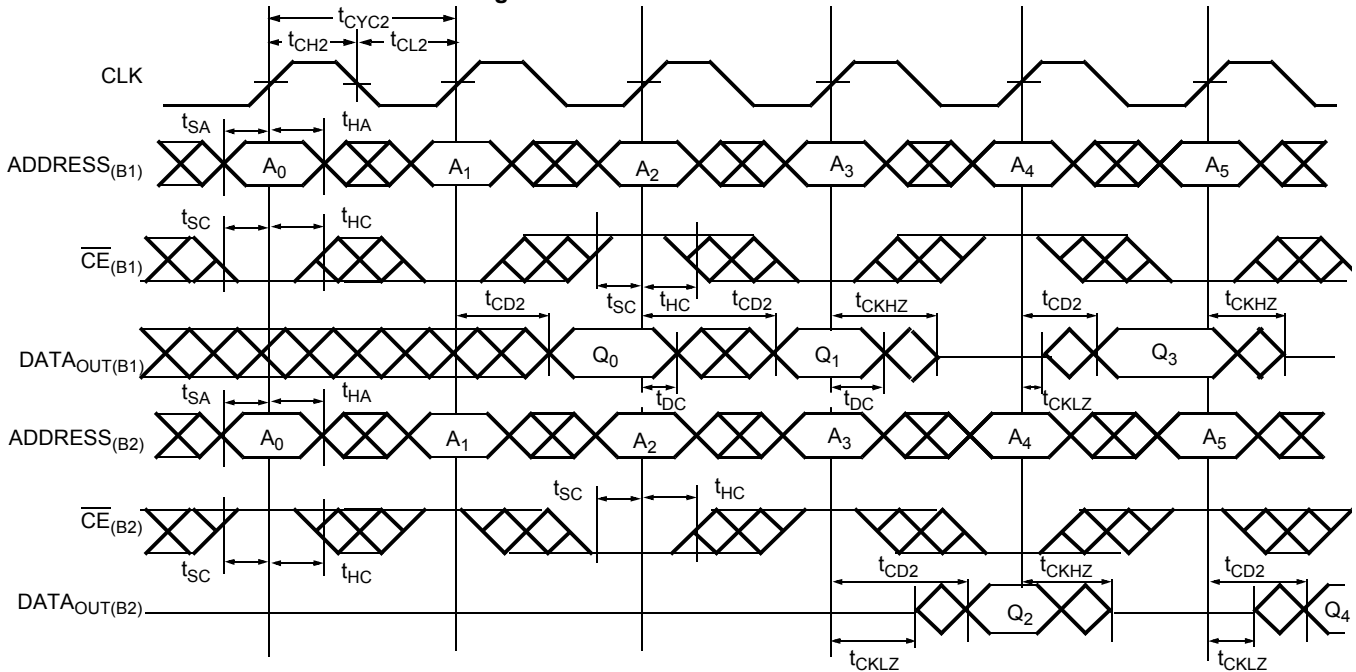 g
tCYC2
tCH2 tCL2
CLK
tSA tHA
ADDRESS(B1) A0 A1 A2 A3 A4 A5
tSC tHC
CE(B1)
tSC tHC
tCD2 tCD2 tCKHZ tCD2 tCKHZ
DATAOUT(B1) Q0 Q1 Q3
tDC tDC tCKLZ
tSA tHA
ADDRESS(B2) A0 A1 A2 A3 A4 A5
tSC tHC
CE(B2)
tSC tHC
tCD2 tCKHZ tCD2
DATAOUT(B2) Q2 Q4
tCKLZ tCKLZ